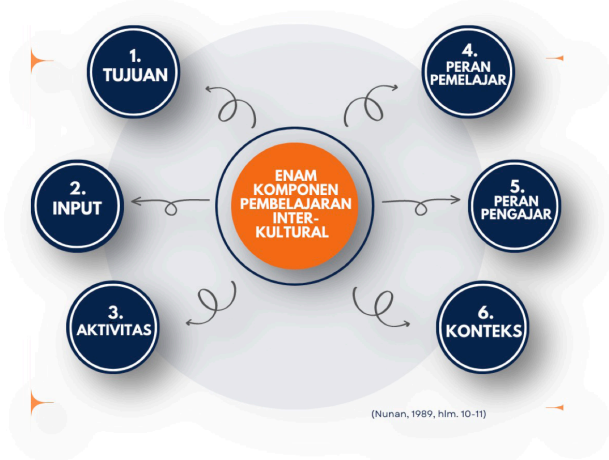 1.
TUJUAN
2.
INPUT
3.
AKTIVITAS
ENAM
KOMPONEN
PEMBELAJARAN
INTER-
KULTURAL
4.
PERAN
PEMELAJAR
5.
PERAN
PENGAJAR
6.
KONTEKS
(Nunan, 1989, hlm. 10-11)